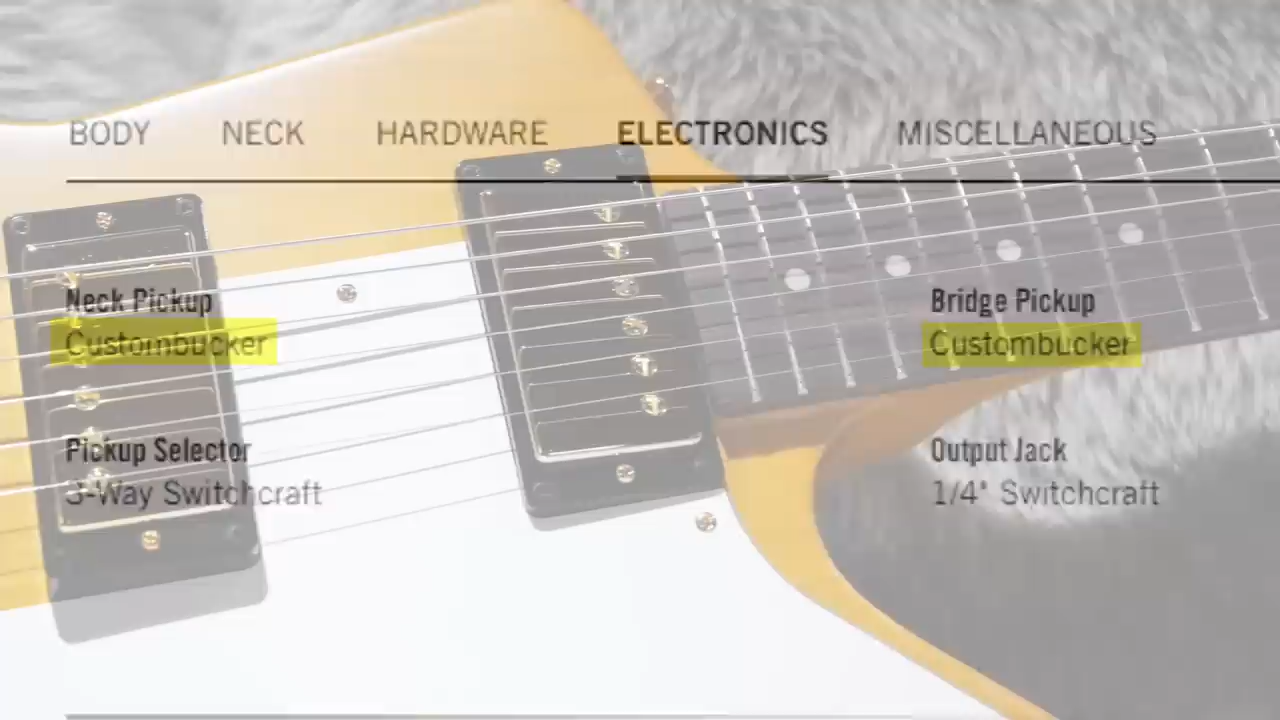 BODY NECK HARDWARE ELECTRONICS MISCELLANEOUS
Neck Pickup Bridge Pickup
Custombucker Custombucker
Pickup Selector Output Jack
3-Way Switchcraft 1/4" Switchcraft